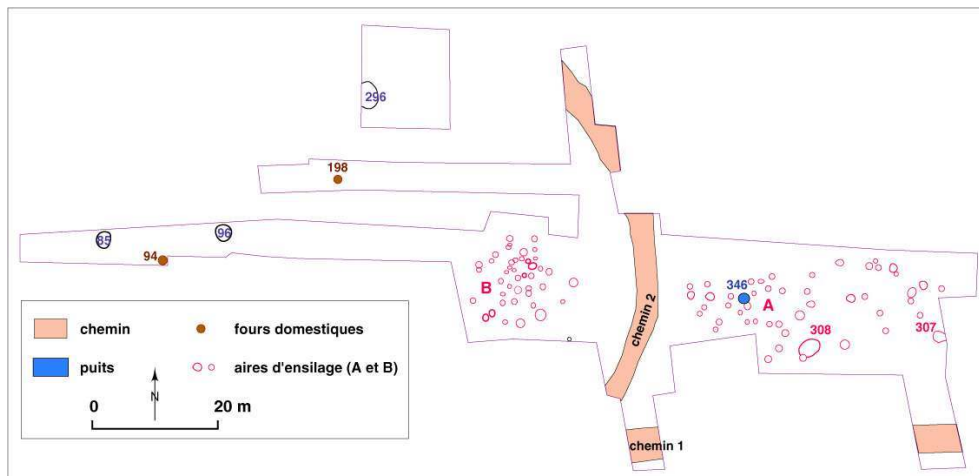 296
198
85
96
94
B
346
A
308
307
chemin 2
chemin 1
chemin
fours domestiques
puits
aires d'ensilage (A et B)
N
0
20 m